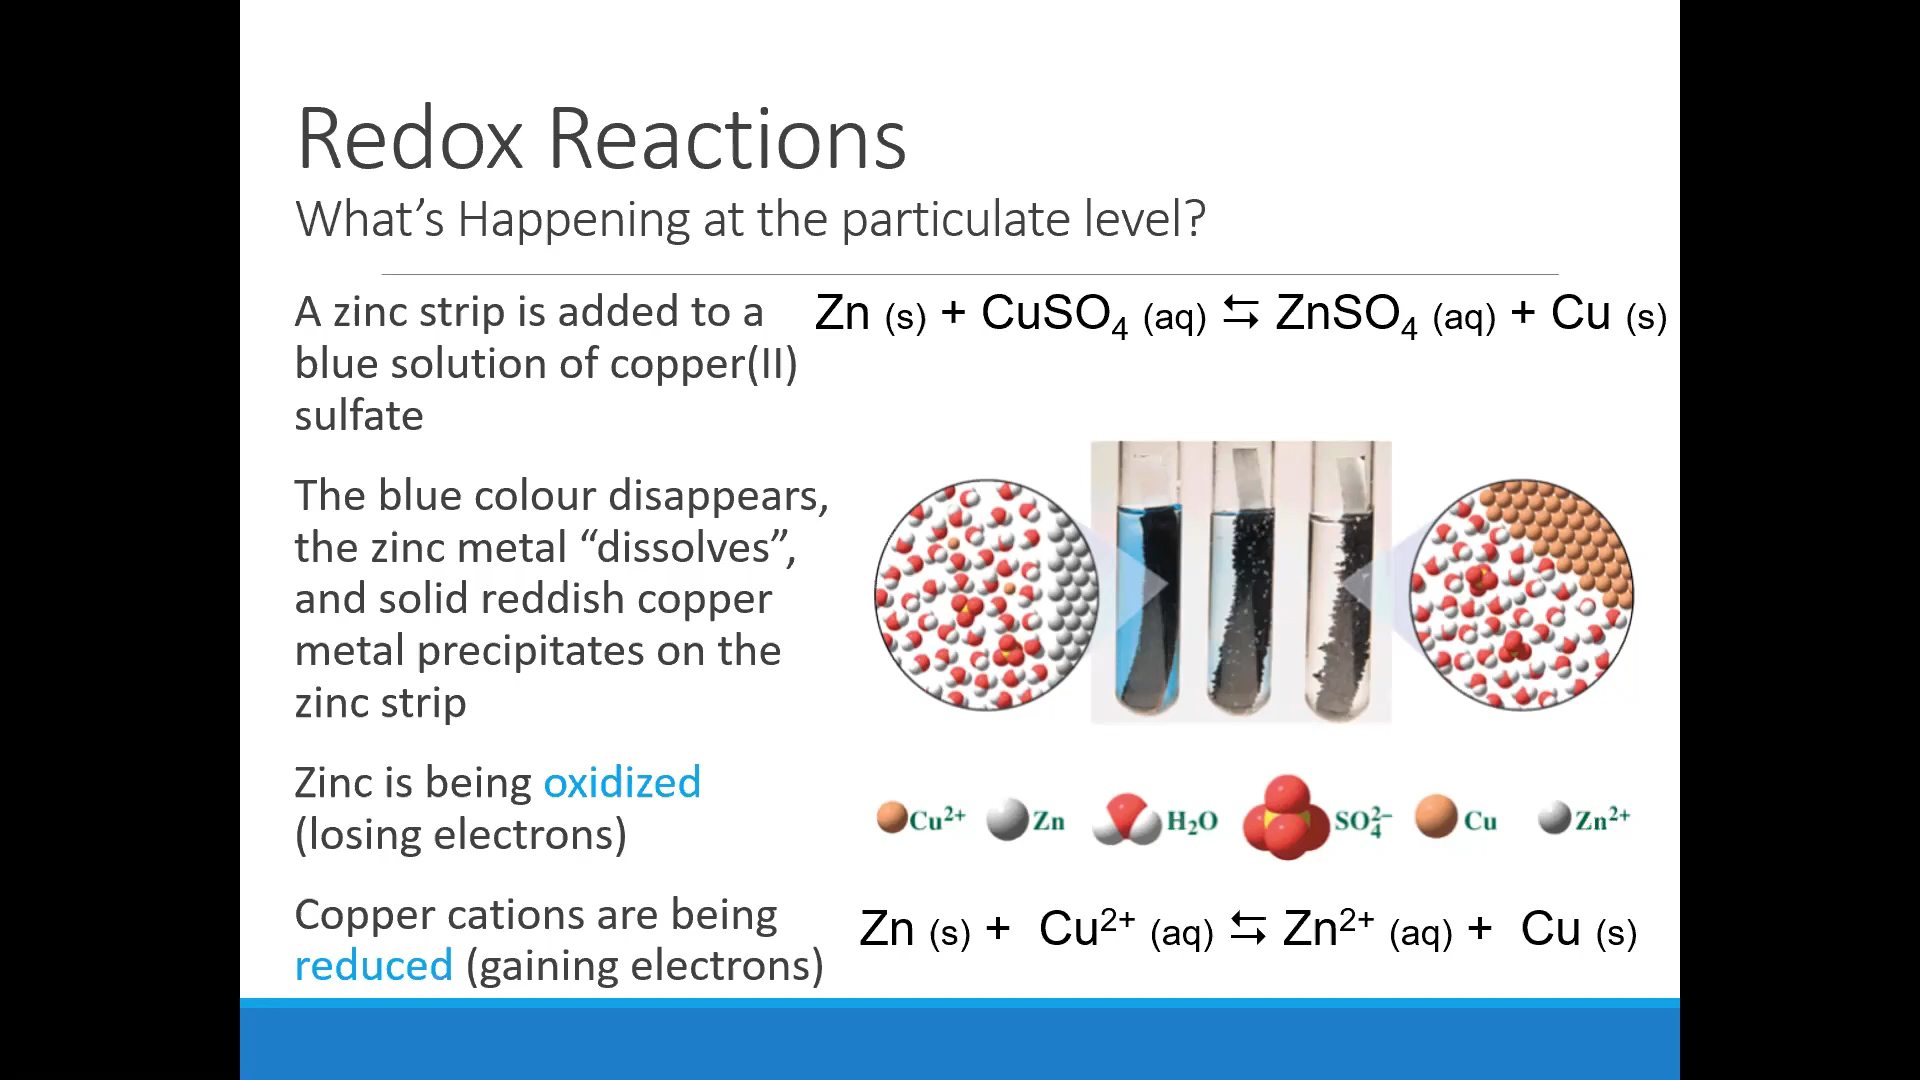 Redox Reactions
What’s Happening at the particulate level?
A zinc strip is added to a
blue solution of copper(II)
sulfate
Zn (s) + CuSO₄ (aq) ⇆ ZnSO₄ (aq) + Cu (s)
The blue colour disappears,
the zinc metal “dissolves”,
and solid reddish copper
metal precipitates on the
zinc strip
Zinc is being oxidized
(losing electrons)
Cu²⁺ Zn H₂O SO₄²⁻ Cu Zn²⁺
Copper cations are being
reduced (gaining electrons)
Zn (s) + Cu²⁺ (aq) ⇆ Zn²⁺ (aq) + Cu (s)